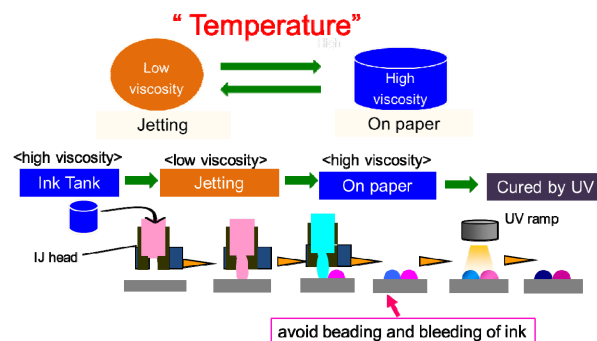 “ Temperature”
High
Low
viscosity
High
viscosity
Jetting
On paper
<high viscosity>
<low viscosity>
<high viscosity>
Ink Tank
Jetting
On paper
Cured by UV
UV ramp
IJ head
avoid beading and bleeding of ink